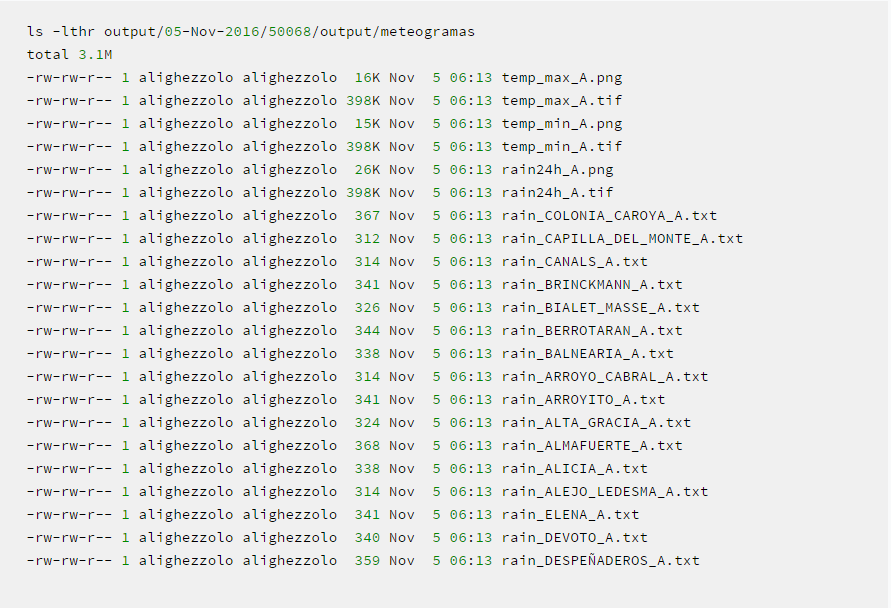 ls -lthr output/05-Nov-2016/50068/output/meteogramas
total 3.1M
-rw-rw-r-- 1 alighezzolo alighezzolo  16K Nov  5 06:13 temp_max_A.png
-rw-rw-r-- 1 alighezzolo alighezzolo 398K Nov  5 06:13 temp_max_A.tif
-rw-rw-r-- 1 alighezzolo alighezzolo  15K Nov  5 06:13 temp_min_A.png
-rw-rw-r-- 1 alighezzolo alighezzolo 398K Nov  5 06:13 temp_min_A.tif
-rw-rw-r-- 1 alighezzolo alighezzolo  26K Nov  5 06:13 rain24h_A.png
-rw-rw-r-- 1 alighezzolo alighezzolo 398K Nov  5 06:13 rain24h_A.tif
-rw-rw-r-- 1 alighezzolo alighezzolo  367 Nov  5 06:13 rain_COLONIA_CAROYA_A.txt
-rw-rw-r-- 1 alighezzolo alighezzolo  312 Nov  5 06:13 rain_CAPILLA_DEL_MONTE_A.txt
-rw-rw-r-- 1 alighezzolo alighezzolo  314 Nov  5 06:13 rain_CANALS_A.txt
-rw-rw-r-- 1 alighezzolo alighezzolo  341 Nov  5 06:13 rain_BRINCKMANN_A.txt
-rw-rw-r-- 1 alighezzolo alighezzolo  326 Nov  5 06:13 rain_BIALET_MASSE_A.txt
-rw-rw-r-- 1 alighezzolo alighezzolo  344 Nov  5 06:13 rain_BERROTARAN_A.txt
-rw-rw-r-- 1 alighezzolo alighezzolo  338 Nov  5 06:13 rain_BALNEARIA_A.txt
-rw-rw-r-- 1 alighezzolo alighezzolo  314 Nov  5 06:13 rain_ARROYO_CABRAL_A.txt
-rw-rw-r-- 1 alighezzolo alighezzolo  341 Nov  5 06:13 rain_ARROYITO_A.txt
-rw-rw-r-- 1 alighezzolo alighezzolo  324 Nov  5 06:13 rain_ALTA_GRACIA_A.txt
-rw-rw-r-- 1 alighezzolo alighezzolo  368 Nov  5 06:13 rain_ALMAFUERTE_A.txt
-rw-rw-r-- 1 alighezzolo alighezzolo  338 Nov  5 06:13 rain_ALICIA_A.txt
-rw-rw-r-- 1 alighezzolo alighezzolo  314 Nov  5 06:13 rain_ALEJO_LEDESMA_A.txt
-rw-rw-r-- 1 alighezzolo alighezzolo  341 Nov  5 06:13 rain_ELENA_A.txt
-rw-rw-r-- 1 alighezzolo alighezzolo  340 Nov  5 06:13 rain_DEVOTO_A.txt
-rw-rw-r-- 1 alighezzolo alighezzolo  359 Nov  5 06:13 rain_DESPEÑADEROS_A.txt